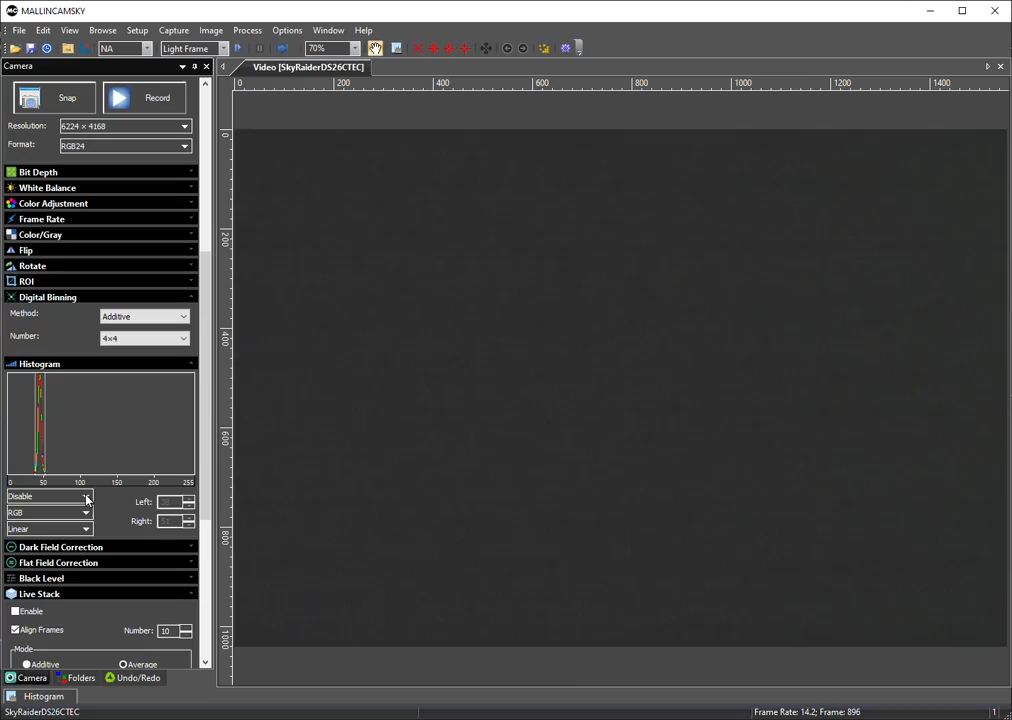 MALLINCAMSKY
File Edit View Browse Setup Capture Image Process Options Window Help
NA Light Frame 70%
Camera
Video [SkyRaiderDS26CTEC]
0 200 400 600 800 1000 1200 1400
Snap Record
Resolution: 6224 × 4168
Format: RGB24
Bit Depth
White Balance
Color Adjustment
Frame Rate
Color/Gray
Flip
Rotate
ROI
Digital Binning
Method: Additive
Number: 4×4
Histogram
0 50 100 150 200 255
Disable
Left: 38
RGB
Right: 51
Linear
Dark Field Correction
Flat Field Correction
Black Level
Live Stack
Enable
Align Frames Number: 10
Mode
Additive Average
0
200
400
600
800
1000
Camera Folders Undo/Redo
Histogram
SkyRaiderDS26CTEC Frame Rate: 14.2; Frame: 896 1